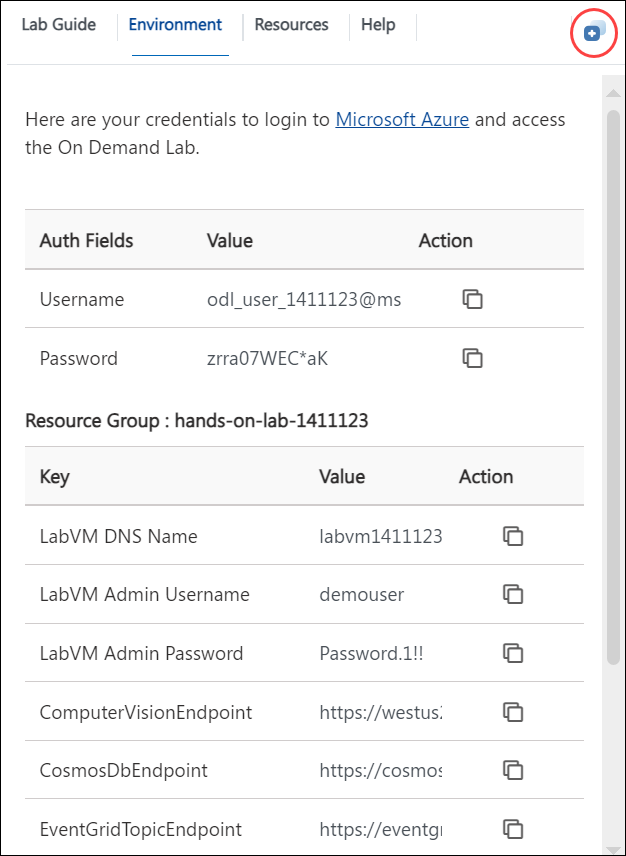 Lab Guide Environment Resources Help
Here are your credentials to login to Microsoft Azure and access
the On Demand Lab.
Auth Fields Value Action
Username odl_user_1411123@ms
Password zrra07WEC*aK
Resource Group : hands-on-lab-1411123
Key Value Action
LabVM DNS Name labvm1411123
LabVM Admin Username demouser
LabVM Admin Password Password.1!!
ComputerVisionEndpoint https://westus2
CosmosDbEndpoint https://cosmos
EventGridTopicEndpoint https://eventgr